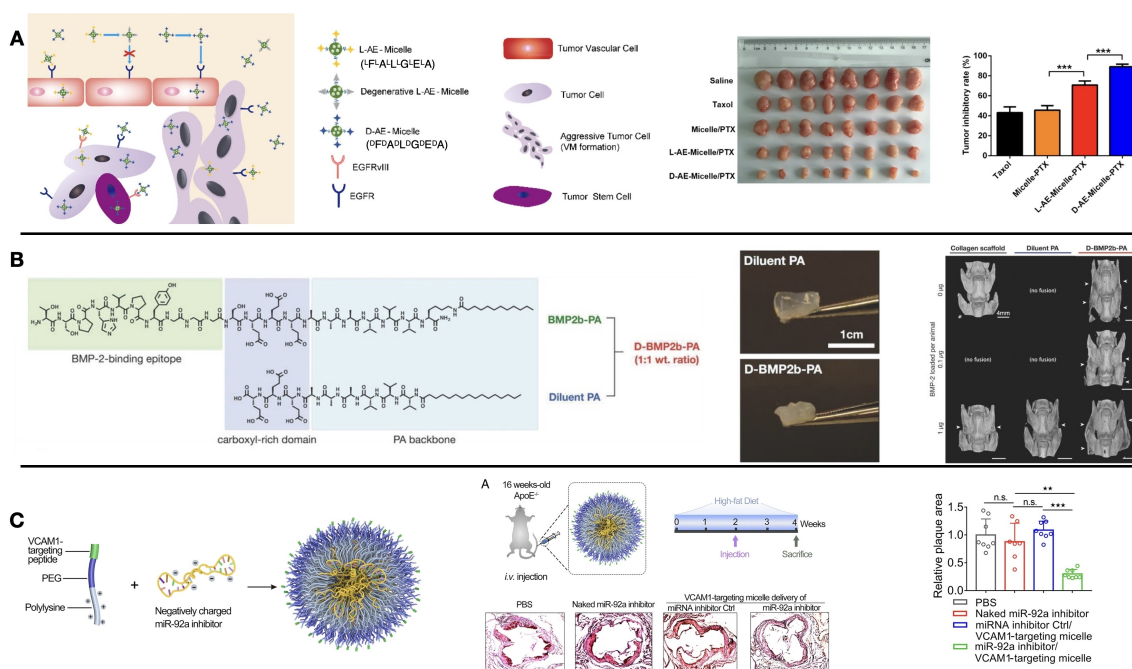 A
L-AE-Micelle
(ᴸFᴸAᴸLᴸGᴸEᴸA)
Degenerative L-AE-Micelle
D-AE-Micelle
(ᴰFᴰAᴰLᴰGᴰEᴰA)
EGFRvIII
EGFR
Tumor Vascular Cell
Tumor Cell
Aggressive Tumor Cell
(VM formation)
Tumor Stem Cell
Saline
Taxol
Micelle/PTX
L-AE-Micelle/PTX
D-AE-Micelle/PTX
Tumor inhibitory rate (%)
100
80
60
40
20
0
***
***
Taxol
Micelle-PTX
L-AE-Micelle-PTX
D-AE-Micelle-PTX
B
BMP-2-binding epitope
carboxyl-rich domain
PA backbone
BMP2b-PA
D-BMP2b-PA
(1:1 wt. ratio)
Diluent PA
Diluent PA
1cm
D-BMP2b-PA
Collagen scaffold
Diluent PA
D-BMP2b-PA
BMP-2 loaded per animal
0 µg
0.1 µg
1 µg
(no fusion)
4mm
(no fusion)
(no fusion)
C
VCAM1-
targeting
peptide
PEG
Polylysine
+
Negatively charged
miR-92a inhibitor
A
16 weeks-old
ApoE⁻/⁻
i.v. injection
High-fat Diet
0 1 2 3 4 Weeks
Injection
Sacrifice
PBS
Naked miR-92a inhibitor
VCAM1-targeting micelle delivery of
miRNA inhibitor Ctrl
miR-92a inhibitor
Relative plaque area
1.5
1.0
0.5
0.0
**
n.s.
n.s.
***
PBS
Naked miR-92a inhibitor
miRNA inhibitor Ctrl/
VCAM1-targeting micelle
miR-92a inhibitor/
VCAM1-targeting micelle